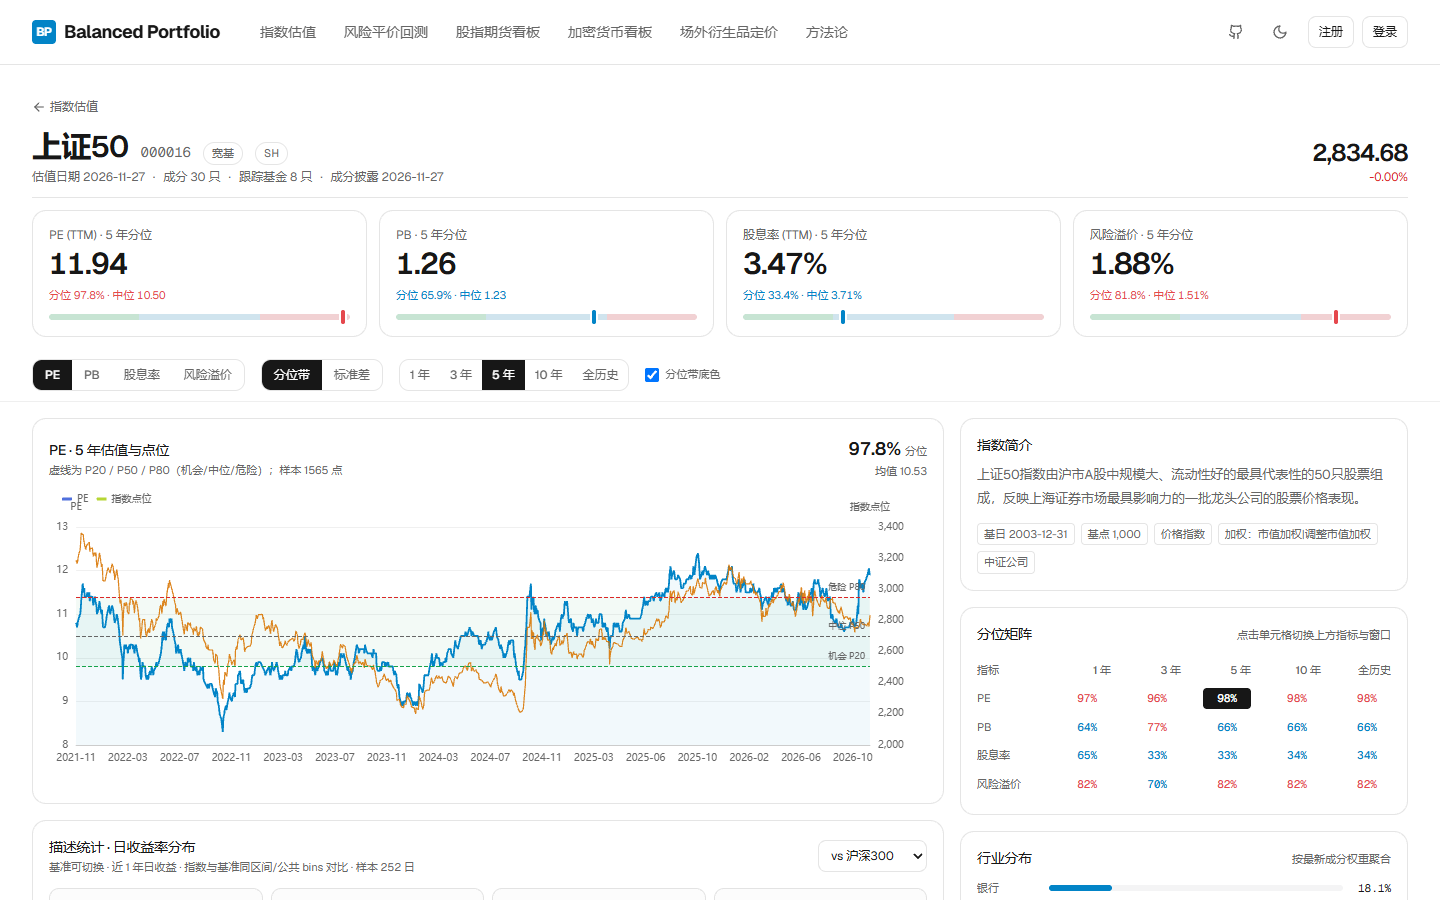 BP Balanced Portfolio 指数估值 风险平价回测 股指期货看板 加密货币看板 场外衍生品定价 方法论 注册 登录
← 指数估值
上证50 000016 宽基 SH
2,834.68
估值日期 2026-11-27 · 成分 30 只 · 跟踪基金 8 只 · 成分披露 2026-11-27
-0.00%
PE (TTM) · 5 年分位
11.94
分位 97.8% · 中位 10.50
PB · 5 年分位
1.26
分位 65.9% · 中位 1.23
股息率 (TTM) · 5 年分位
3.47%
分位 33.4% · 中位 3.71%
风险溢价 · 5 年分位
1.88%
分位 81.8% · 中位 1.51%
PE PB 股息率 风险溢价 分位带 标准差 1 年 3 年 5 年 10 年 全历史 分位带底色
PE · 5 年估值与点位
97.8% 分位
虚线为 P20 / P50 / P80（机会/中位/危险）；样本 1565 点
均值 10.53
PE 指数点位
PE
指数点位
13
12
11
10
9
8
3,400
3,200
3,000
2,800
2,600
2,400
2,200
2,000
危险 P80
中位 P50
机会 P20
2021-11 2022-03 2022-07 2022-11 2023-03 2023-07 2023-11 2024-03 2024-07 2024-11 2025-03 2025-06 2025-10 2026-02 2026-06 2026-10
描述统计 · 日收益率分布
基准可切换 · 近 1 年日收益 · 指数与基准同区间/公共 bins 对比 · 样本 252 日
vs 沪深300
指数简介
上证50指数由沪市A股中规模大、流动性好的最具代表性的50只股票组
成，反映上海证券市场最具影响力的一批龙头公司的股票价格表现。
基日 2003-12-31 基点 1,000 价格指数 加权：市值加权|调整市值加权
中证公司
分位矩阵 点击单元格切换上方指标与窗口
指标 1 年 3 年 5 年 10 年 全历史
PE 97% 96% 98% 98% 98%
PB 64% 77% 66% 66% 66%
股息率 65% 33% 33% 34% 34%
风险溢价 82% 70% 82% 82% 82%
行业分布 按最新成分权重聚合
银行 18.1%